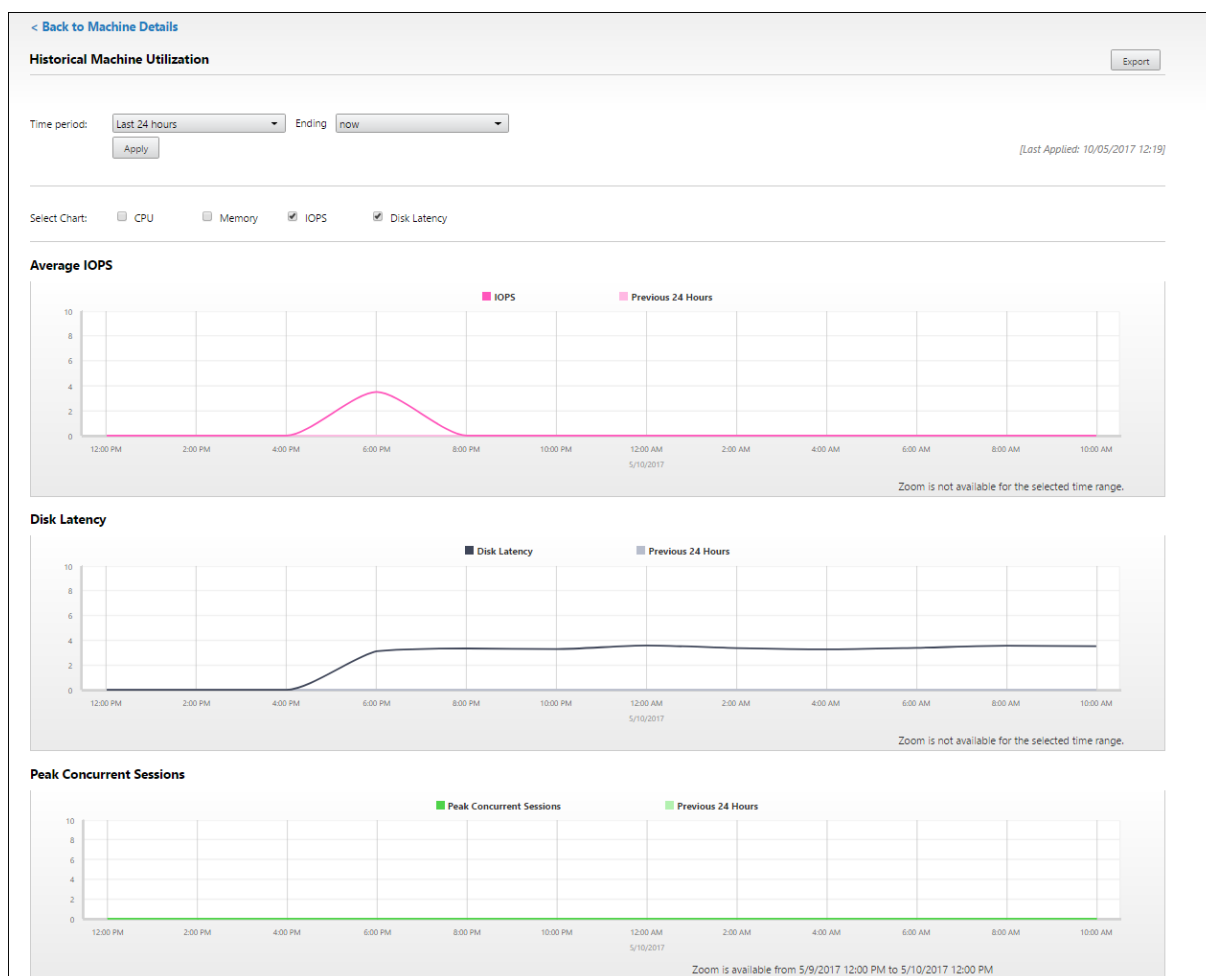 < Back to Machine Details
Historical Machine Utilization
Export
Time period: Last 24 hours Ending now
Apply
[Last Applied: 10/05/2017 12:19]
Select Chart: CPU Memory IOPS Disk Latency
Average IOPS
IOPS Previous 24 Hours
10
8
6
4
2
0
12:00 PM 2:00 PM 4:00 PM 6:00 PM 8:00 PM 10:00 PM 12:00 AM 2:00 AM 4:00 AM 6:00 AM 8:00 AM 10:00 AM
5/10/2017
Zoom is not available for the selected time range.
Disk Latency
Disk Latency Previous 24 Hours
10
8
6
4
2
0
12:00 PM 2:00 PM 4:00 PM 6:00 PM 8:00 PM 10:00 PM 12:00 AM 2:00 AM 4:00 AM 6:00 AM 8:00 AM 10:00 AM
5/10/2017
Zoom is not available for the selected time range.
Peak Concurrent Sessions
Peak Concurrent Sessions Previous 24 Hours
10
8
6
4
2
0
12:00 PM 2:00 PM 4:00 PM 6:00 PM 8:00 PM 10:00 PM 12:00 AM 2:00 AM 4:00 AM 6:00 AM 8:00 AM 10:00 AM
5/10/2017
Zoom is available from 5/9/2017 12:00 PM to 5/10/2017 12:00 PM